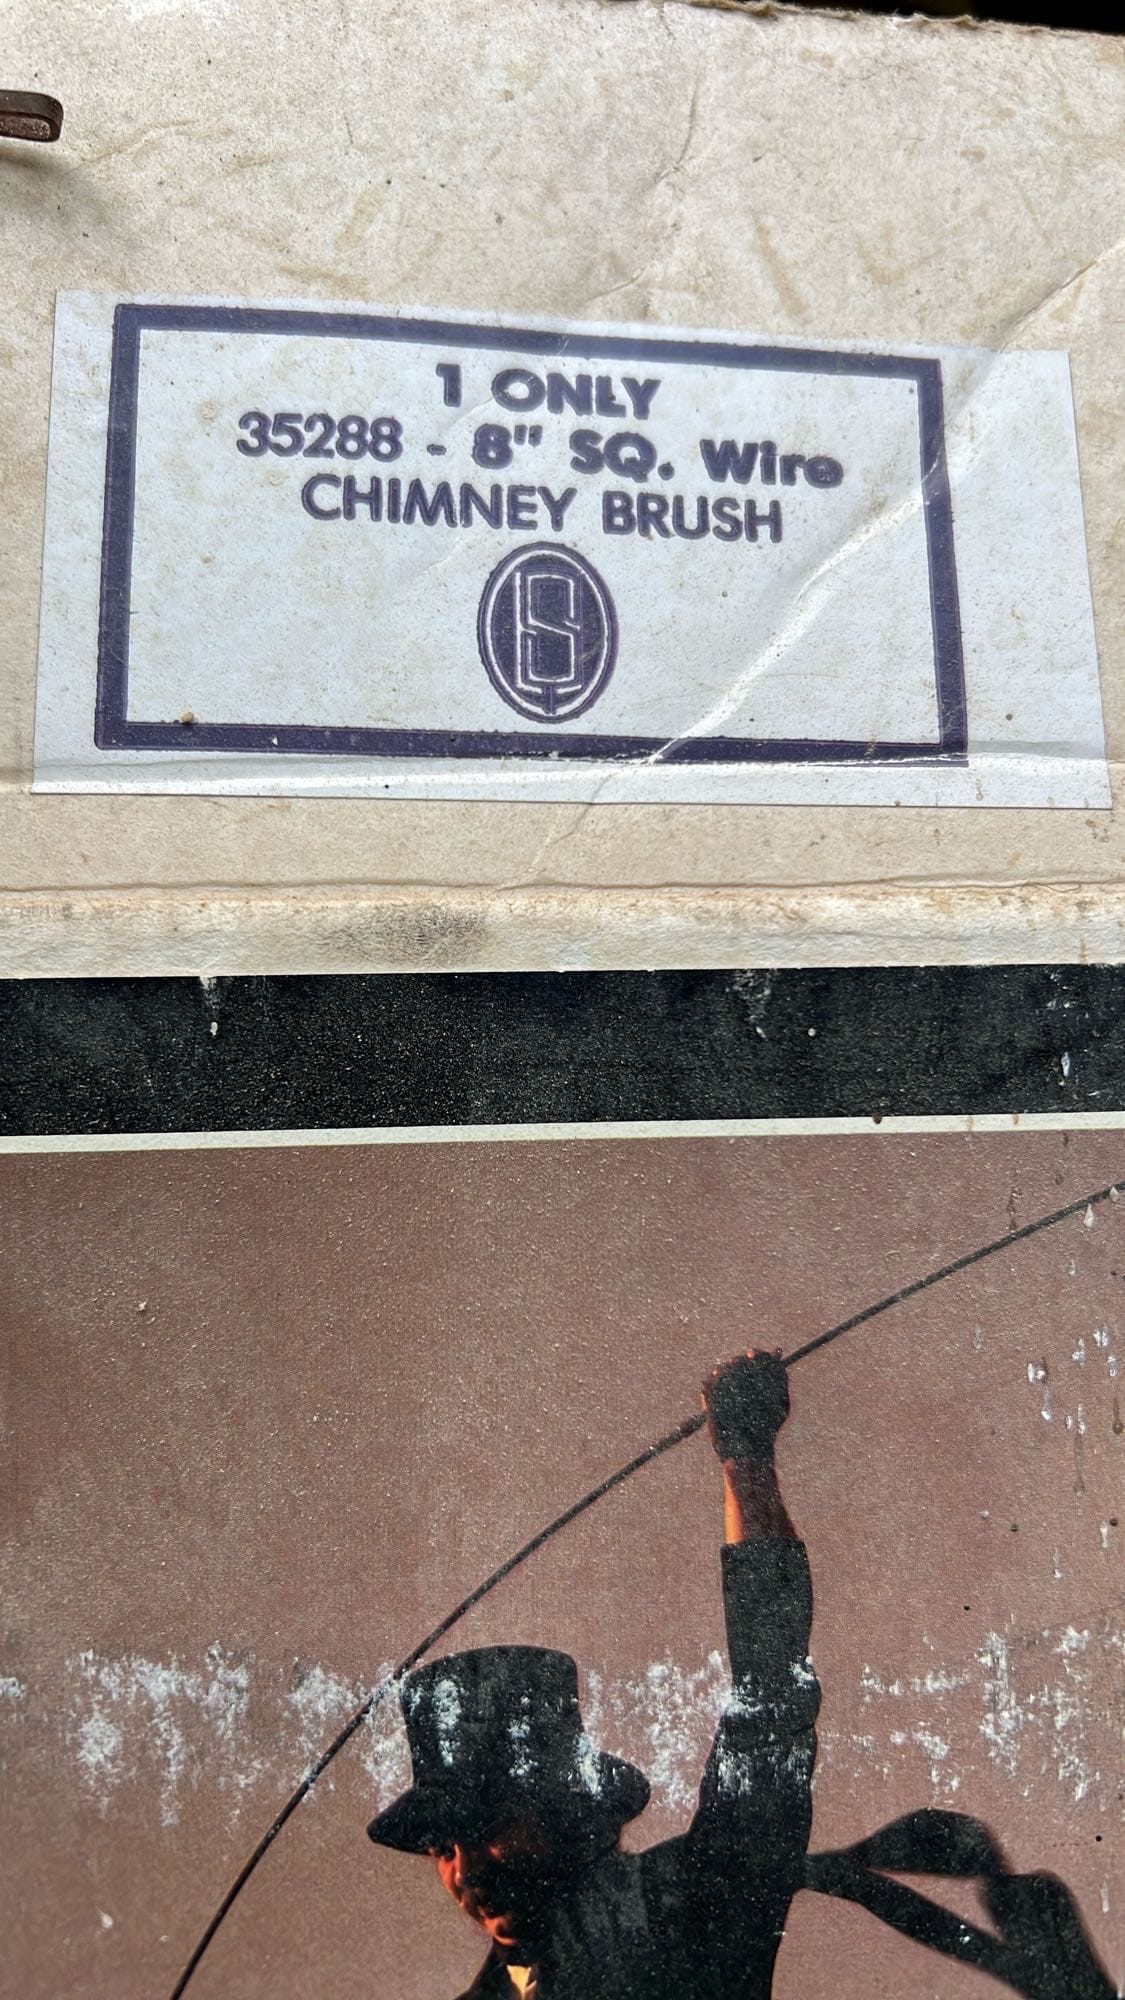 1 ONLY
35288 - 8" SQ. Wire
CHIMNEY BRUSH